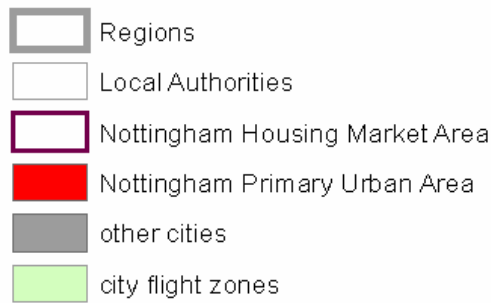 Regions
Local Authorities
Nottingham Housing Market Area
Nottingham Primary Urban Area
other cities
city flight zones